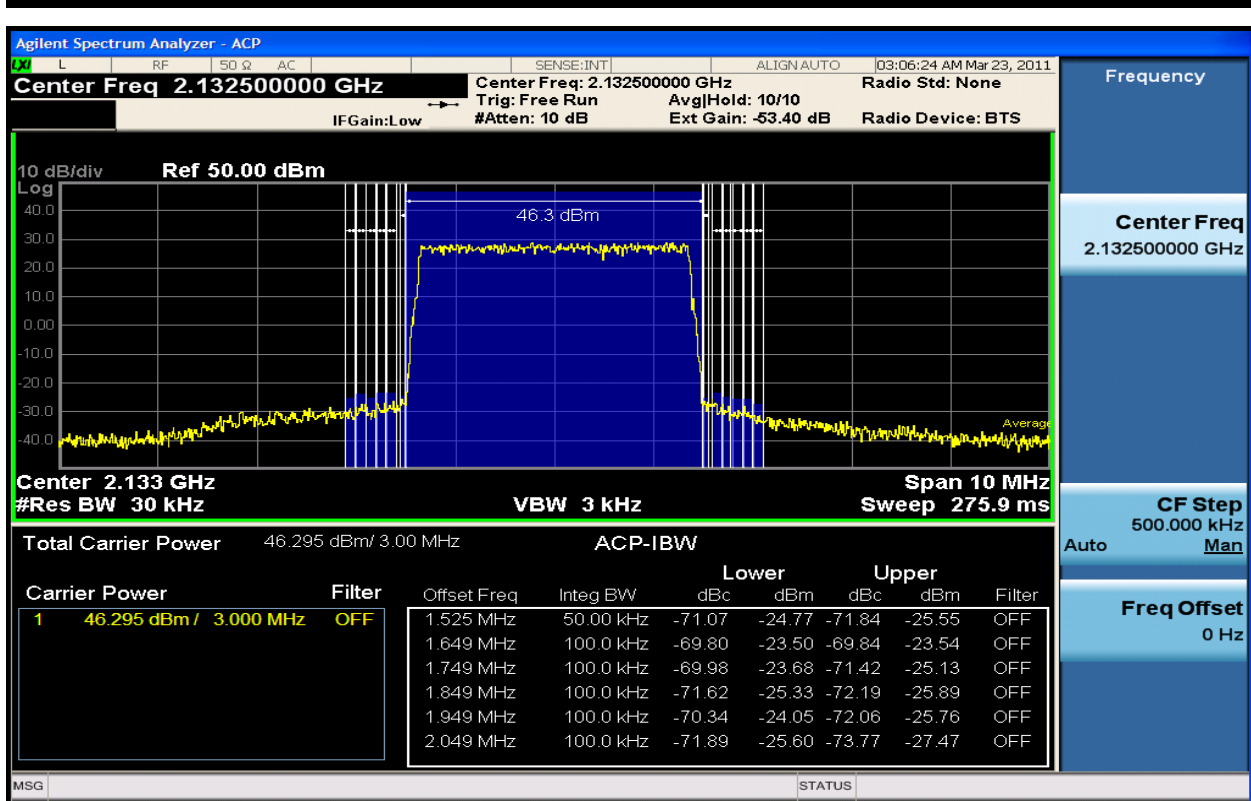 Agilent Spectrum Analyzer - ACP
LXI L RF 50 Ω AC SENSE:INT ALIGN AUTO 03:06:24 AM Mar 23, 2011
Center Freq 2.132500000 GHz
Center Freq: 2.132500000 GHz Radio Std: None
Trig: Free Run Avg|Hold: 10/10
IFGain:Low #Atten: 10 dB Ext Gain: -53.40 dB Radio Device: BTS
10 dB/div Ref 50.00 dBm
Log
40.0
46.3 dBm
30.0
20.0
10.0
0.00
-10.0
-20.0
-30.0
Average
-40.0
Center 2.133 GHz Span 10 MHz
#Res BW 30 kHz VBW 3 kHz Sweep 275.9 ms
Total Carrier Power 46.295 dBm/ 3.00 MHz ACP-IBW
Lower Upper
Carrier Power Filter Offset Freq Integ BW dBc dBm dBc dBm Filter
1 46.295 dBm / 3.000 MHz OFF 1.525 MHz 50.00 kHz -71.07 -24.77 -71.84 -25.55 OFF
1.649 MHz 100.0 kHz -69.80 -23.50 -69.84 -23.54 OFF
1.749 MHz 100.0 kHz -69.98 -23.68 -71.42 -25.13 OFF
1.849 MHz 100.0 kHz -71.62 -25.33 -72.19 -25.89 OFF
1.949 MHz 100.0 kHz -70.34 -24.05 -72.06 -25.76 OFF
2.049 MHz 100.0 kHz -71.89 -25.60 -73.77 -27.47 OFF
MSG STATUS
Frequency
Center Freq
2.132500000 GHz
CF Step
500.000 kHz
Auto Man
Freq Offset
0 Hz